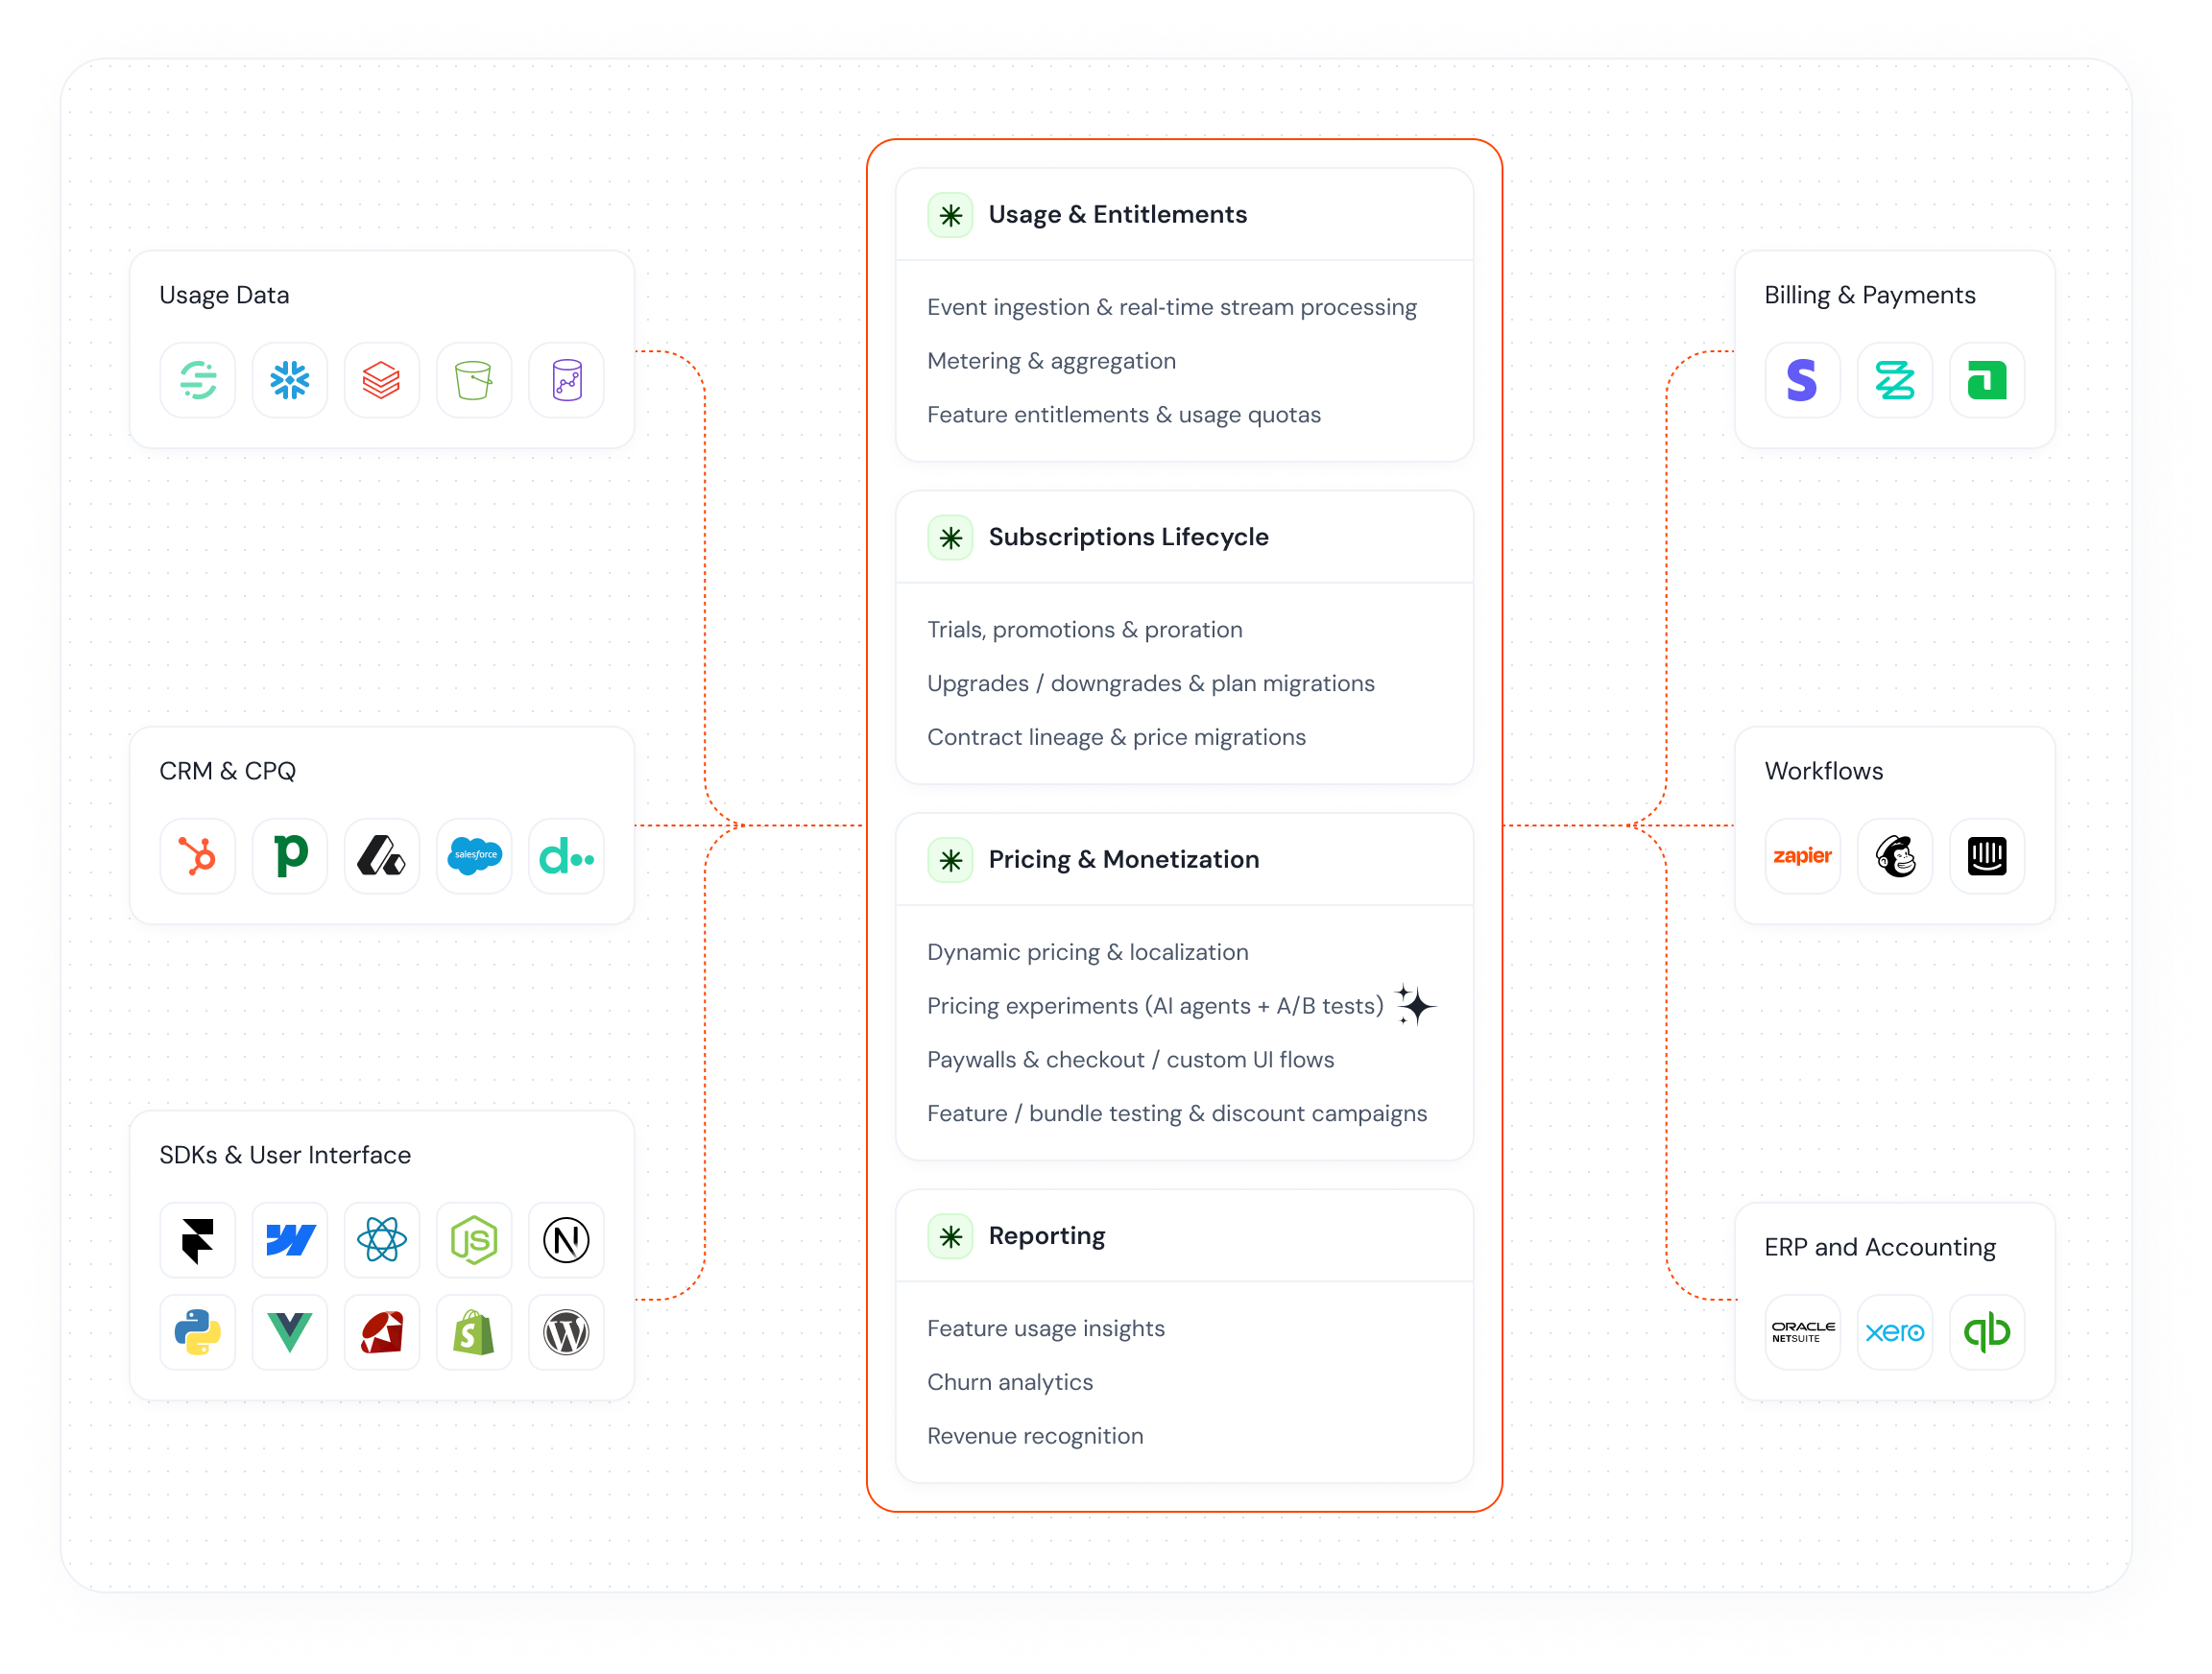 Usage Data
CRM & CPQ
salesforce
SDKs & User Interface
Usage & Entitlements
Event ingestion & real-time stream processing
Metering & aggregation
Feature entitlements & usage quotas
Subscriptions Lifecycle
Trials, promotions & proration
Upgrades / downgrades & plan migrations
Contract lineage & price migrations
Pricing & Monetization
Dynamic pricing & localization
Pricing experiments (AI agents + A/B tests)
Paywalls & checkout / custom UI flows
Feature / bundle testing & discount campaigns
Reporting
Feature usage insights
Churn analytics
Revenue recognition
Billing & Payments
Workflows
zapier
ERP and Accounting
ORACLE
NETSUITE
xero
qb